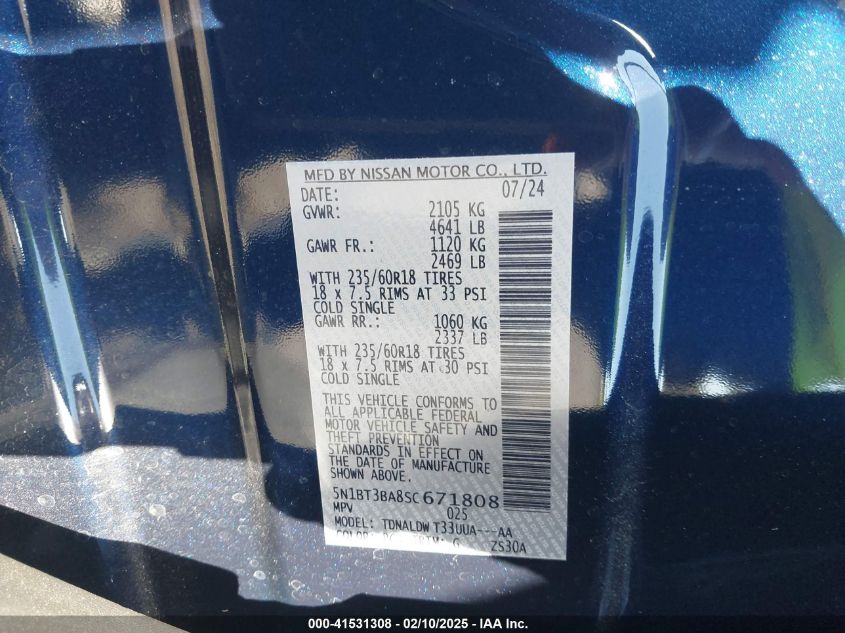 MFD BY NISSAN MOTOR CO., LTD.
DATE: 07/24
GVWR: 2105 KG
4641 LB
GAWR FR.: 1120 KG
2469 LB
WITH 235/60R18 TIRES
18 x 7.5 RIMS AT 33 PSI
COLD SINGLE
GAWR RR.: 1060 KG
2337 LB
WITH 235/60R18 TIRES
18 x 7.5 RIMS AT 30 PSI
COLD SINGLE
THIS VEHICLE CONFORMS TO
ALL APPLICABLE FEDERAL
MOTOR VEHICLE SAFETY AND
THEFT PREVENTION
STANDARDS IN EFFECT ON
THE DATE OF MANUFACTURE
SHOWN ABOVE.
5N1BT3BA8SC671808
MPV 025
MODEL: TDNALDW T33UUA---AA
COLOR: TRIM: G ZS30A
000-41531308 - 02/10/2025 - IAA Inc.